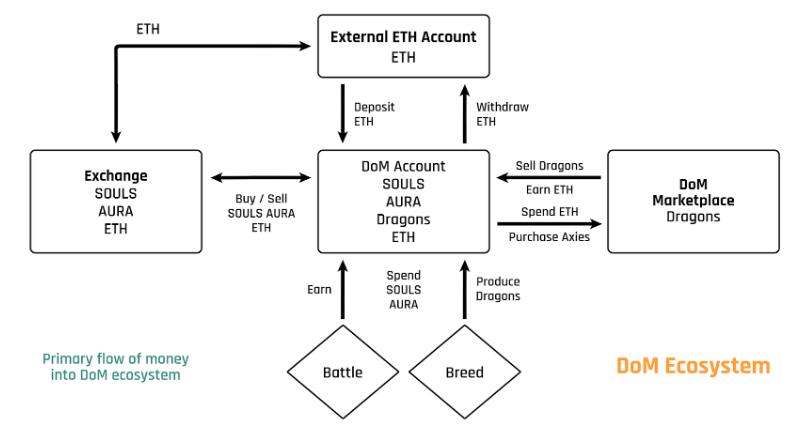 ETH
External ETH Account
ETH
Deposit
ETH
Withdraw
ETH
Exchange
SOULS
AURA
ETH
Buy / Sell
SOULS AURA
ETH
DoM Account
SOULS
AURA
Dragons
ETH
Sell Dragons
Earn ETH
Spend ETH
Purchase Axies
DoM
Marketplace
Dragons
Earn
Spend
SOULS
AURA
Produce
Dragons
Battle
Breed
Primary flow of money
into DoM ecosystem
DoM Ecosystem